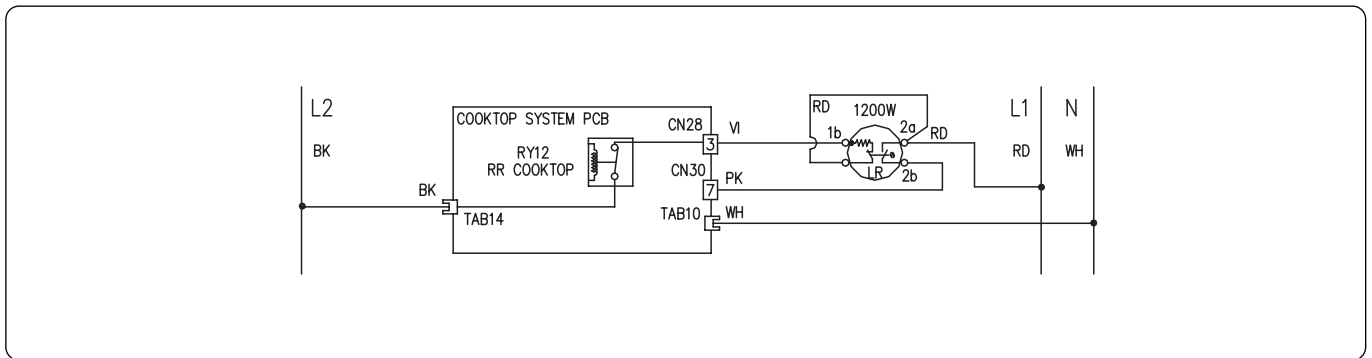 L2
BK
BK
COOKTOP SYSTEM PCB
RY12
RR COOKTOP
TAB14
CN28
3
VI
CN30
7
PK
TAB10
WH
RD
1200W
1b
2a
RD
LR
2b
L1
RD
N
WH